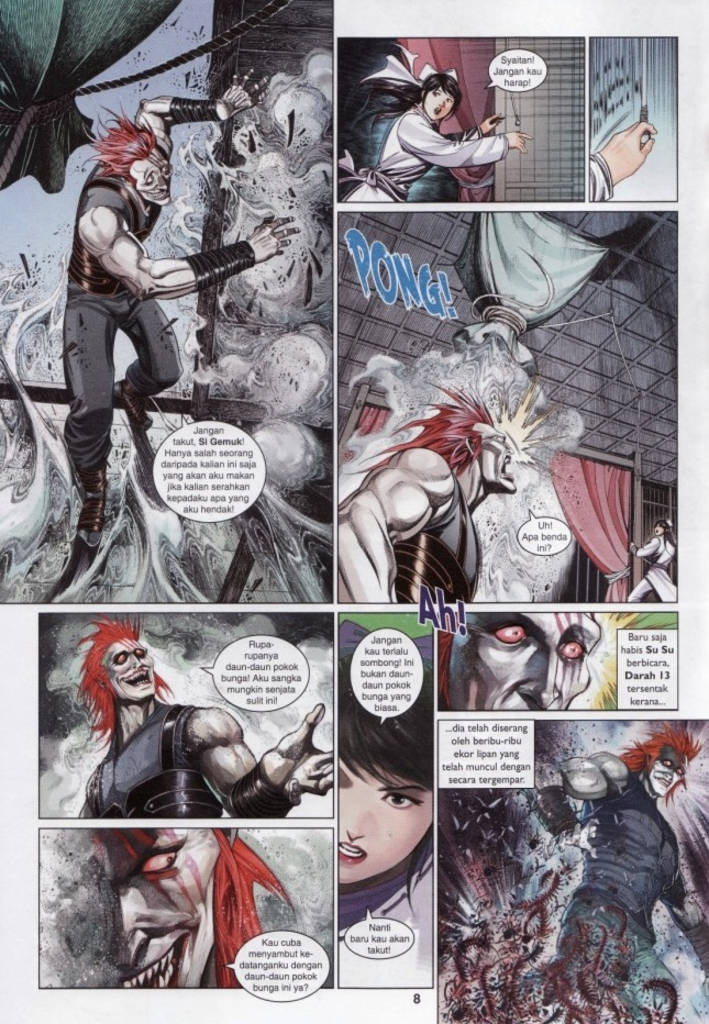 Jangan
takut, Si Gemuk!
Hanya salah seorang
daripada kalian ini saja
yang akan aku makan
jika kalian serahkan
kepadaku apa yang
aku hendak!
Syaitan!
Jangan kau
harap!
PONG!
Uh!
Apa benda
ini?
Rupa-
rupanya
daun-daun pokok
bunga! Aku sangka
mungkin senjata
sulit ini!
Kau cuba
menyambut ke-
datanganku dengan
daun-daun pokok
bunga ini ya?
Jangan
kau terlalu
sombong! Ini
bukan daun-
daun pokok
bunga yang
biasa.
Nanti
baru kau akan
takut!
Ah!
Baru saja
habis Su Su
berbicara,
Darah 13
tersentak
kerana...
...dia telah diserang
oleh beribu-ribu
ekor lipan yang
telah muncul dengan
secara tergempar.
8